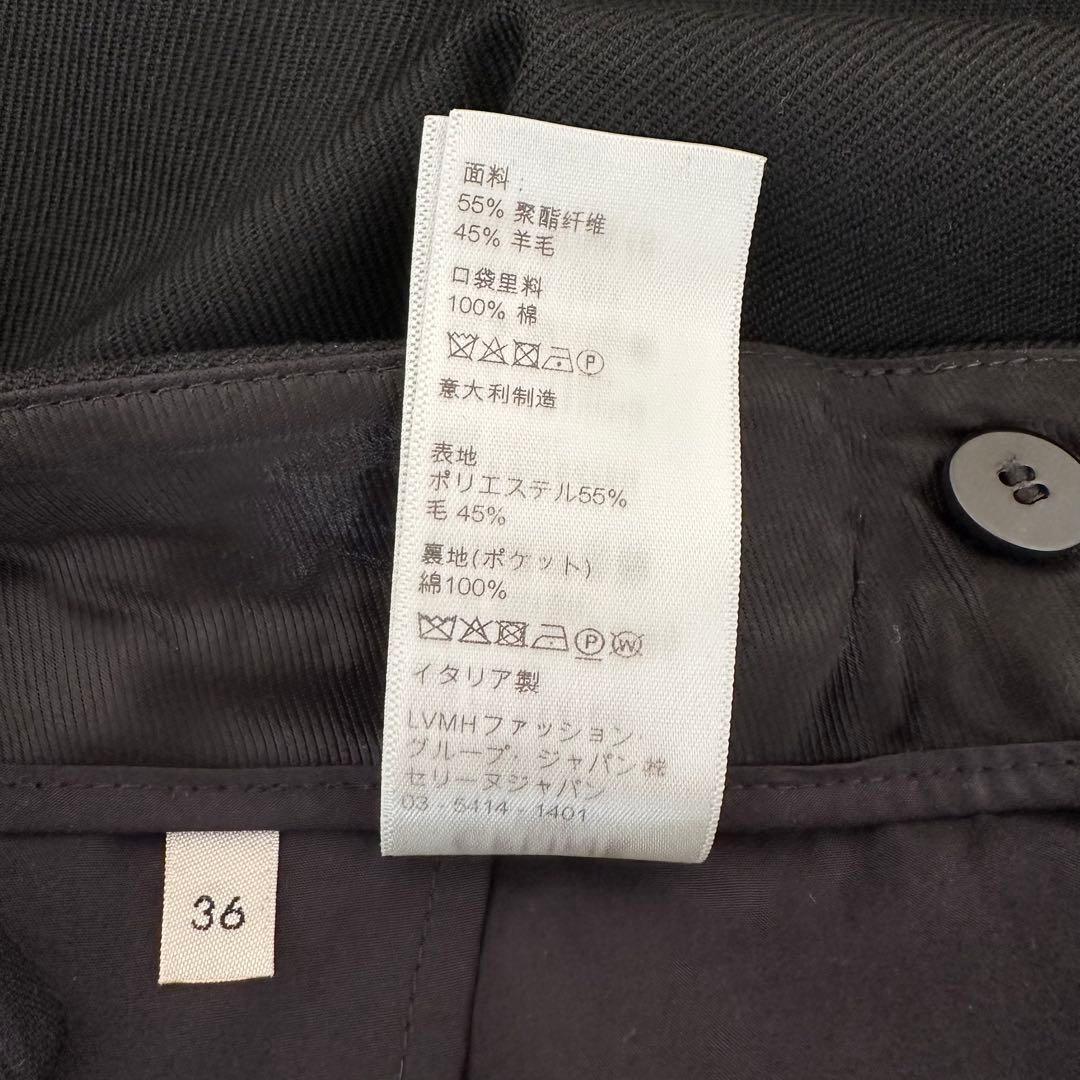 面料:
55% 聚酯纤维
45% 羊毛
口袋里料
100% 棉
P
意大利制造
表地
ポリエステル55%
毛 45%
裏地(ポケット)
綿100%
P W
イタリア製
LVMHファッション・
グループ・ジャパン㈱
セリーヌジャパン
03-5414-1401
36